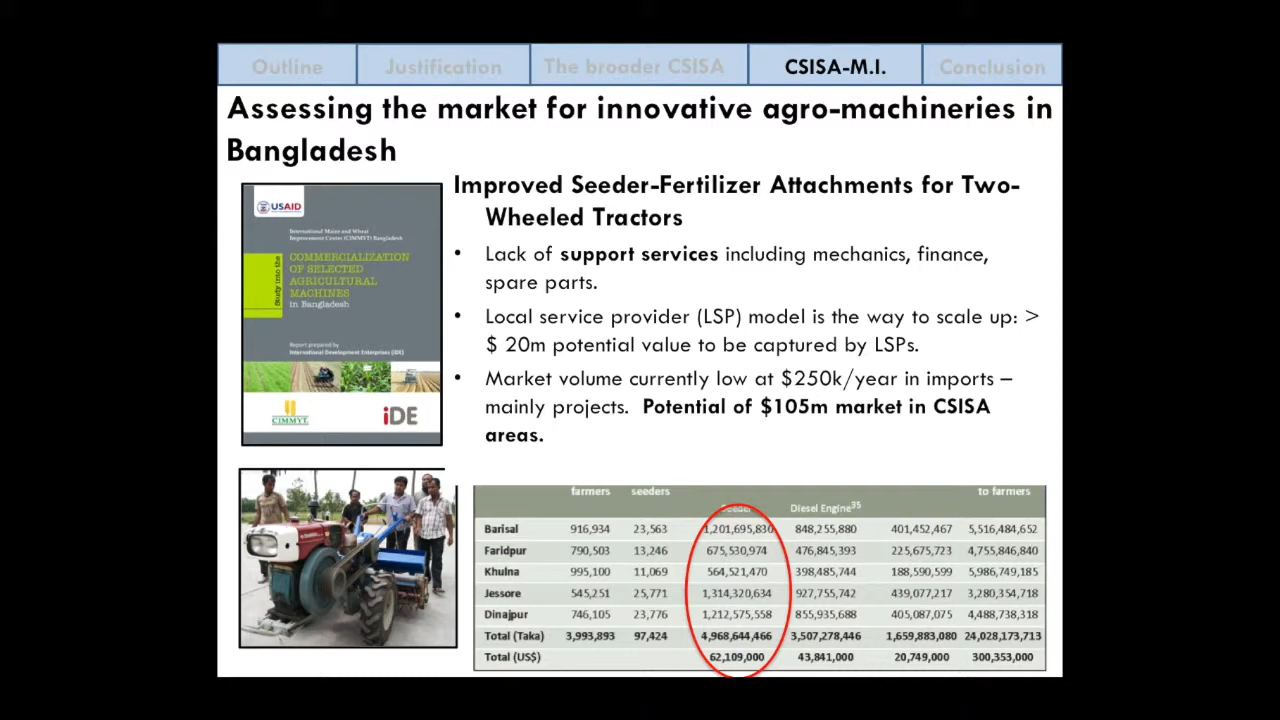 Outline Justification The broader CSISA CSISA-M.I. Conclusion
Assessing the market for innovative agro-machineries in
Bangladesh
USAID
International Maize and Wheat
Improvement Center (CIMMYT) Bangladesh
Study into the
COMMERCIALIZATION
OF SELECTED
AGRICULTURAL
MACHINES
in Bangladesh
Report prepared by
International Development Enterprises (iDE)
CIMMYT
iDE
Improved Seeder-Fertilizer Attachments for Two-
Wheeled Tractors
• Lack of support services including mechanics, finance,
spare parts.
• Local service provider (LSP) model is the way to scale up: >
$ 20m potential value to be captured by LSPs.
• Market volume currently low at $250k/year in imports –
mainly projects. Potential of $105m market in CSISA
areas.
farmers seeders to farmers
Seeder Diesel Engine35
Barisal 916,934 23,563 1,201,695,830 848,255,880 401,452,467 5,516,484,652
Faridpur 790,503 13,246 675,530,974 476,845,393 225,675,723 4,755,846,840
Khulna 995,100 11,069 564,521,470 398,485,744 188,590,599 5,986,749,185
Jessore 545,251 25,771 1,314,320,634 927,755,742 439,077,217 3,280,354,718
Dinajpur 746,105 23,776 1,212,575,558 855,935,688 405,087,075 4,488,738,318
Total (Taka) 3,993,893 97,424 4,968,644,466 3,507,278,446 1,659,883,080 24,028,173,713
Total (US$) 62,109,000 43,841,000 20,749,000 300,353,000